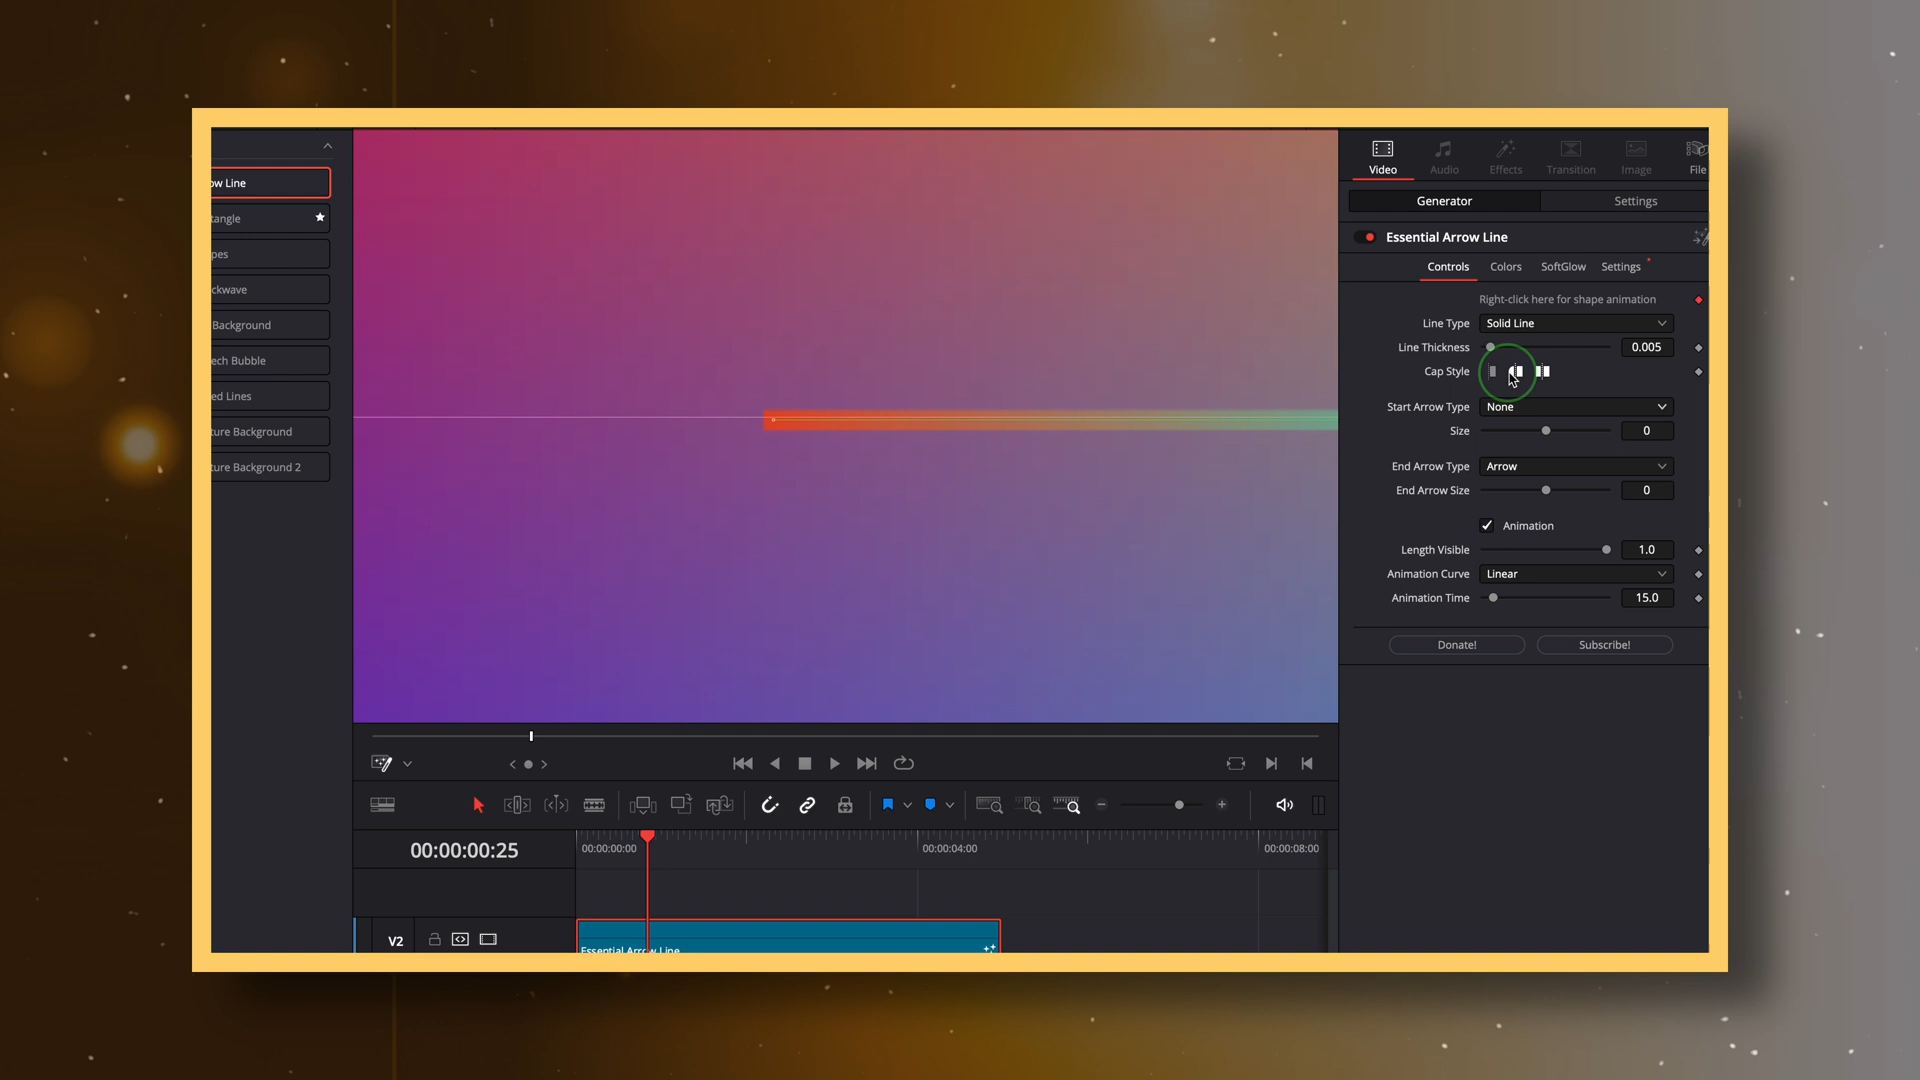 ow Line
tangle
pes
ckwave
Background
ech Bubble
ed Lines
ture Background
ture Background 2
Video
Audio
Effects
Transition
Image
File
Generator
Settings
Essential Arrow Line
Controls
Colors
SoftGlow
Settings
Right-click here for shape animation
Line Type
Solid Line
Line Thickness
0.005
Cap Style
Start Arrow Type
None
Size
0
End Arrow Type
Arrow
End Arrow Size
0
Animation
Length Visible
1.0
Animation Curve
Linear
Animation Time
15.0
Donate!
Subscribe!
00:00:00:25
00:00:00:00
00:00:04:00
00:00:08:00
V2
Essential Arrow Line